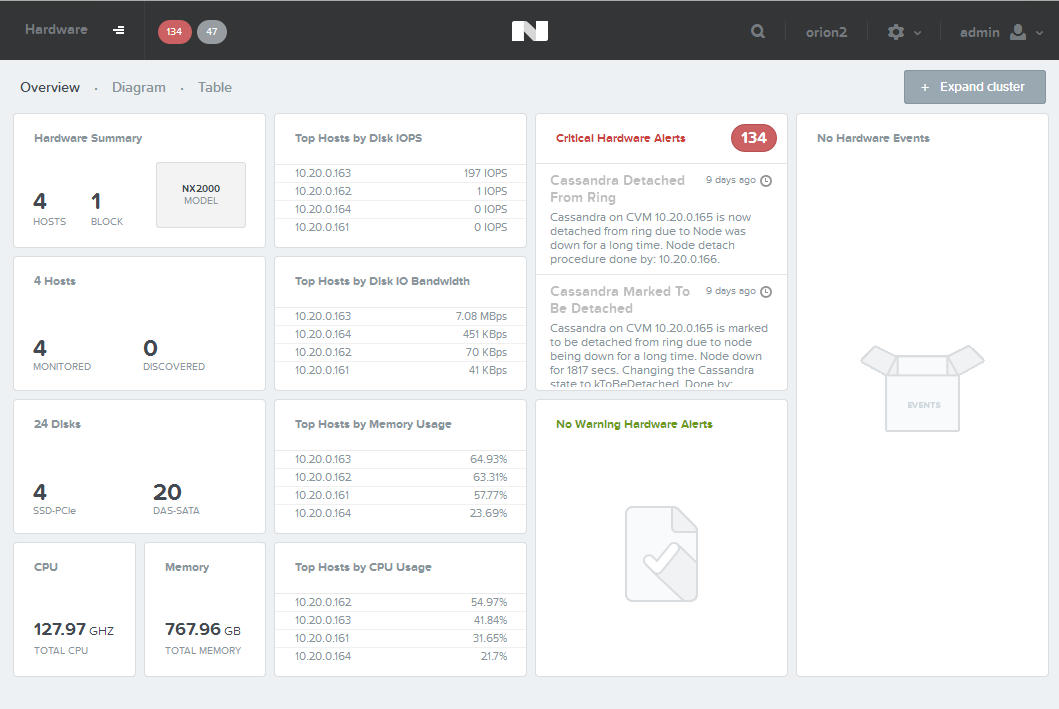 Hardware
134
47
orion2
admin
Overview · Diagram · Table
+ Expand cluster
Hardware Summary
4
HOSTS
1
BLOCK
NX2000
MODEL
4 Hosts
4
MONITORED
0
DISCOVERED
24 Disks
4
SSD-PCIe
20
DAS-SATA
CPU
127.97 GHZ
TOTAL CPU
Memory
767.96 GB
TOTAL MEMORY
Top Hosts by Disk IOPS
10.20.0.163 197 IOPS
10.20.0.162 1 IOPS
10.20.0.164 0 IOPS
10.20.0.161 0 IOPS
Top Hosts by Disk IO Bandwidth
10.20.0.163 7.08 MBps
10.20.0.164 451 KBps
10.20.0.162 70 KBps
10.20.0.161 41 KBps
Top Hosts by Memory Usage
10.20.0.163 64.93%
10.20.0.162 63.31%
10.20.0.161 57.77%
10.20.0.164 23.69%
Top Hosts by CPU Usage
10.20.0.162 54.97%
10.20.0.163 41.84%
10.20.0.161 31.65%
10.20.0.164 21.7%
Critical Hardware Alerts 134
Cassandra Detached 9 days ago
From Ring
Cassandra on CVM 10.20.0.165 is now
detached from ring due to Node was
down for a long time. Node detach
procedure done by: 10.20.0.166.
Cassandra Marked To 9 days ago
Be Detached
Cassandra on CVM 10.20.0.165 is marked
to be detached from ring due to node
being down for a long time. Node down
for 1817 secs. Changing the Cassandra
state to kToBeDetached. Done by:
No Warning Hardware Alerts
No Hardware Events
EVENTS